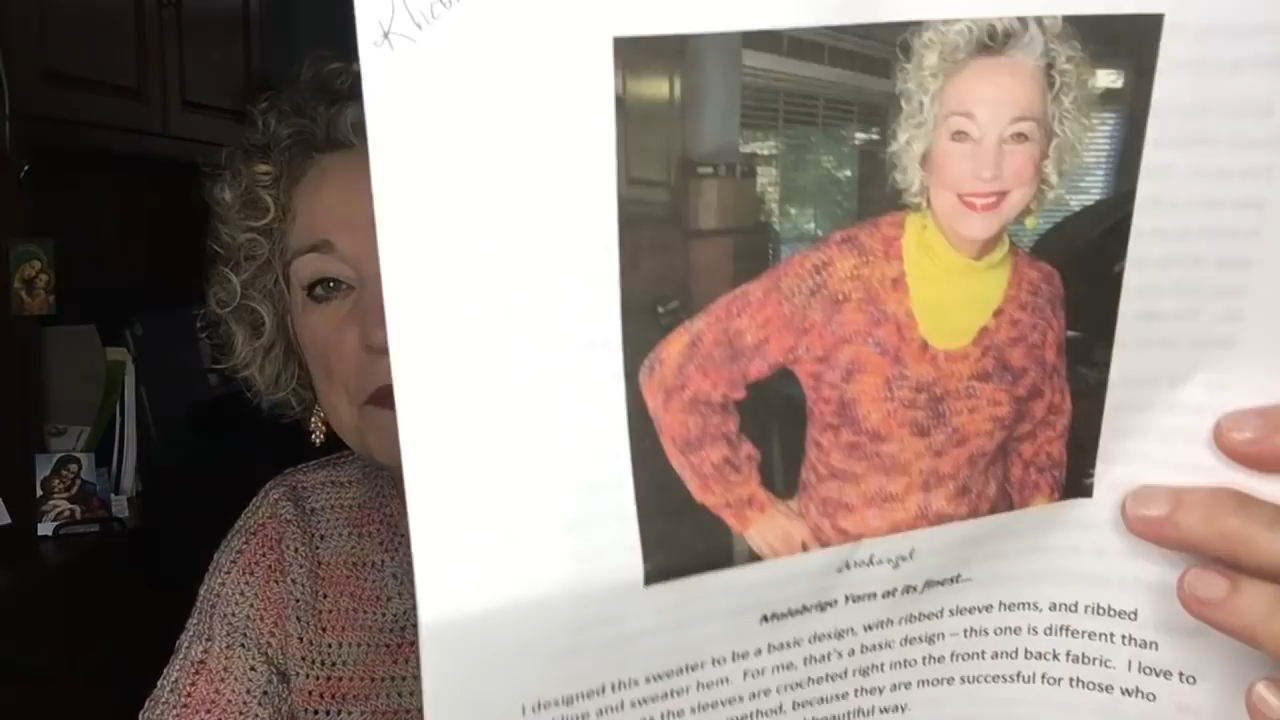 Archangel
Malabrigo Yarn at its finest...
I designed this sweater to be a basic design, with ribbed sleeve hems, and ribbed
and sweater hem. For me, that's a basic design – this one is different than
the sleeves are crocheted right into the front and back fabric. I love to
method, because they are more successful for those who
beautiful way.